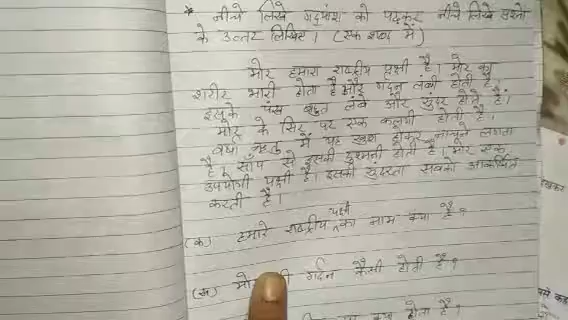 * नीचे लिखे गद्यांश को पढ़कर नीचे लिखे प्रश्नों
के उत्तर लिखिए। (एक शब्द में)
मोर हमारा राष्ट्रीय पक्षी है। मोर का
शरीर भारी होता है और गर्दन लंबी होती है,
इसके पंख बहुत लंबे और सुंदर होते हैं।
मोर के सिर पर एक कलगी होती है,
वर्षा ऋतु में यह खुश होकर नाचने लगता
है, साँप से इसकी दुश्मनी होती है। मोर एक
उपयोगी पक्षी है। इसकी सुंदरता सबको आकर्षित
करती है।
(क) हमारे राष्ट्रीय पक्षी का नाम क्या है?
(ख) गर्दन कैसी होती है?
होता है?